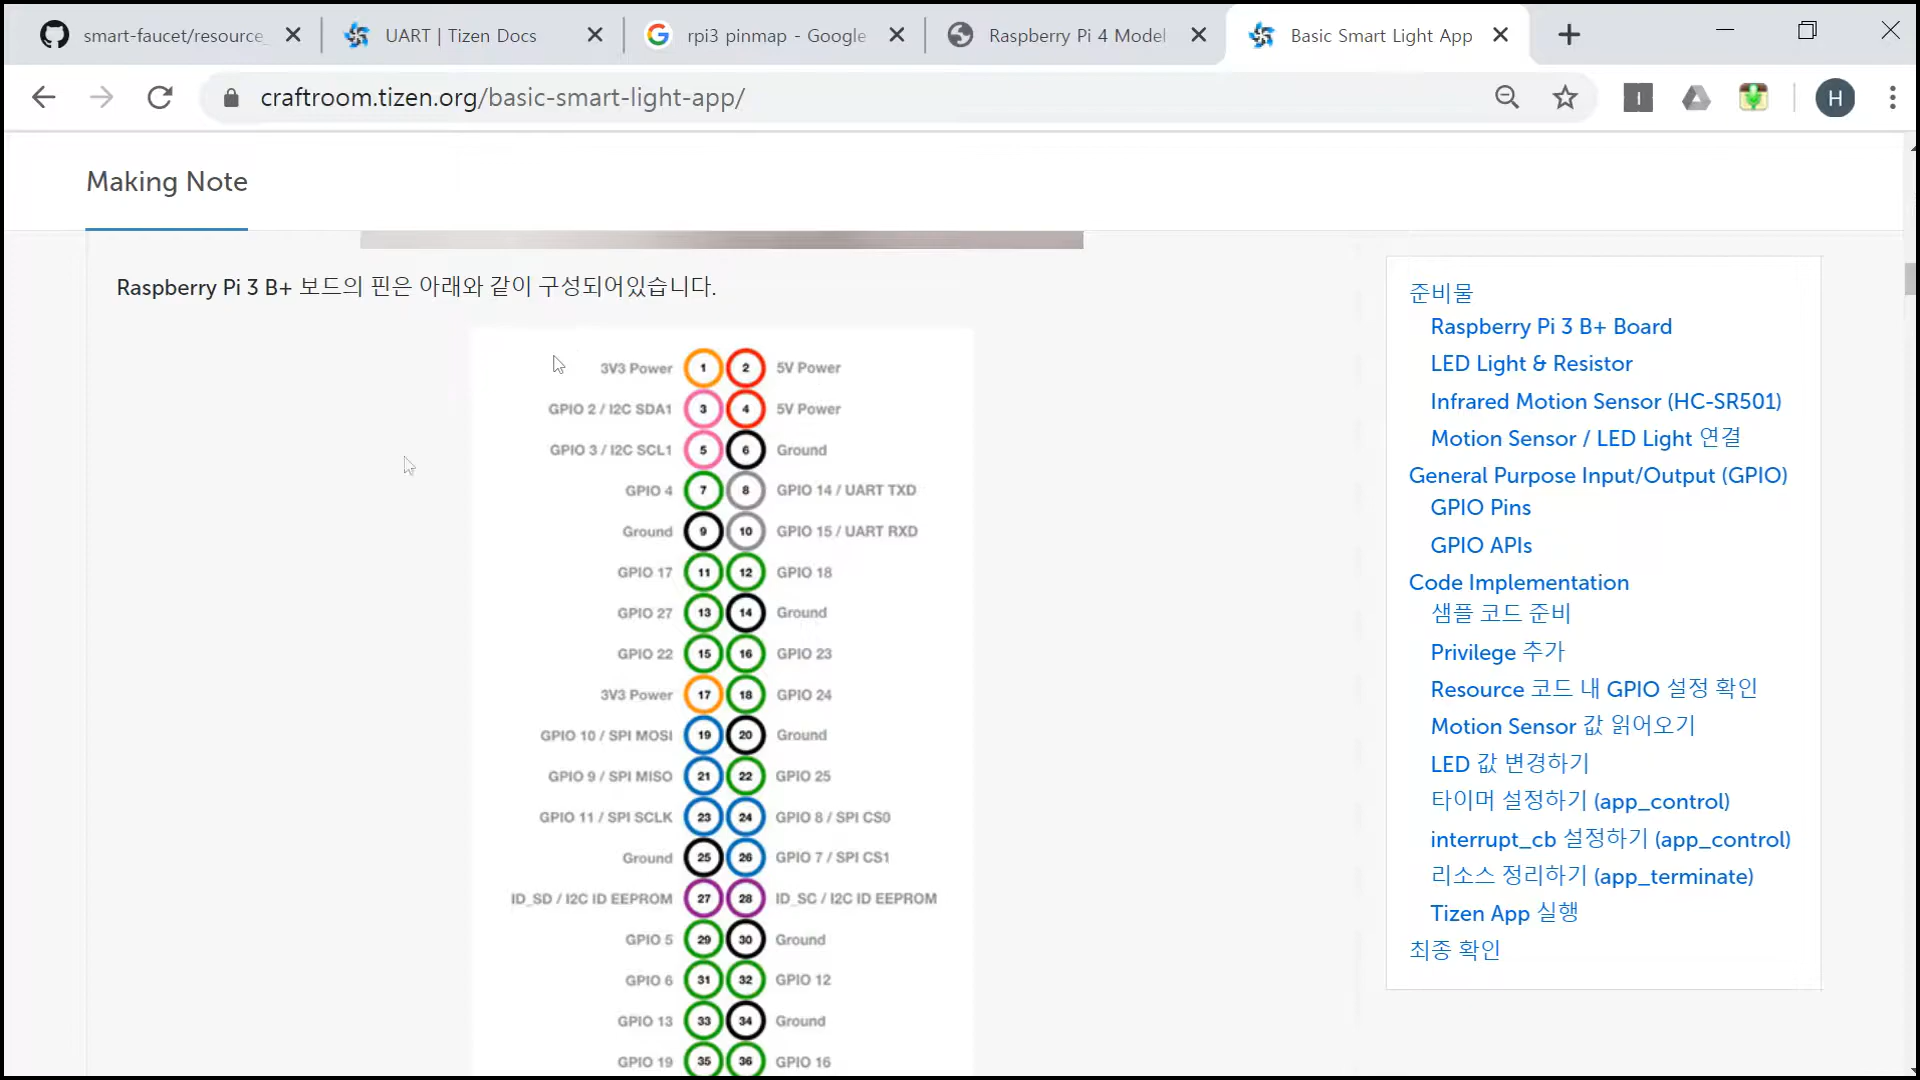 smart-faucet/resource_
UART | Tizen Docs
rpi3 pinmap - Google
Raspberry Pi 4 Model
Basic Smart Light App
craftroom.tizen.org/basic-smart-light-app/
I
H
Making Note
Raspberry Pi 3 B+ 보드의 핀은 아래와 같이 구성되어있습니다.
3V3 Power 1 2 5V Power
GPIO 2 / I2C SDA1 3 4 5V Power
GPIO 3 / I2C SCL1 5 6 Ground
GPIO 4 7 8 GPIO 14 / UART TXD
Ground 9 10 GPIO 15 / UART RXD
GPIO 17 11 12 GPIO 18
GPIO 27 13 14 Ground
GPIO 22 15 16 GPIO 23
3V3 Power 17 18 GPIO 24
GPIO 10 / SPI MOSI 19 20 Ground
GPIO 9 / SPI MISO 21 22 GPIO 25
GPIO 11 / SPI SCLK 23 24 GPIO 8 / SPI CS0
Ground 25 26 GPIO 7 / SPI CS1
ID_SD / I2C ID EEPROM 27 28 ID_SC / I2C ID EEPROM
GPIO 5 29 30 Ground
GPIO 6 31 32 GPIO 12
GPIO 13 33 34 Ground
GPIO 19 35 36 GPIO 16
준비물
Raspberry Pi 3 B+ Board
LED Light & Resistor
Infrared Motion Sensor (HC-SR501)
Motion Sensor / LED Light 연결
General Purpose Input/Output (GPIO)
GPIO Pins
GPIO APIs
Code Implementation
샘플 코드 준비
Privilege 추가
Resource 코드 내 GPIO 설정 확인
Motion Sensor 값 읽어오기
LED 값 변경하기
타이머 설정하기 (app_control)
interrupt_cb 설정하기 (app_control)
리소스 정리하기 (app_terminate)
Tizen App 실행
최종 확인